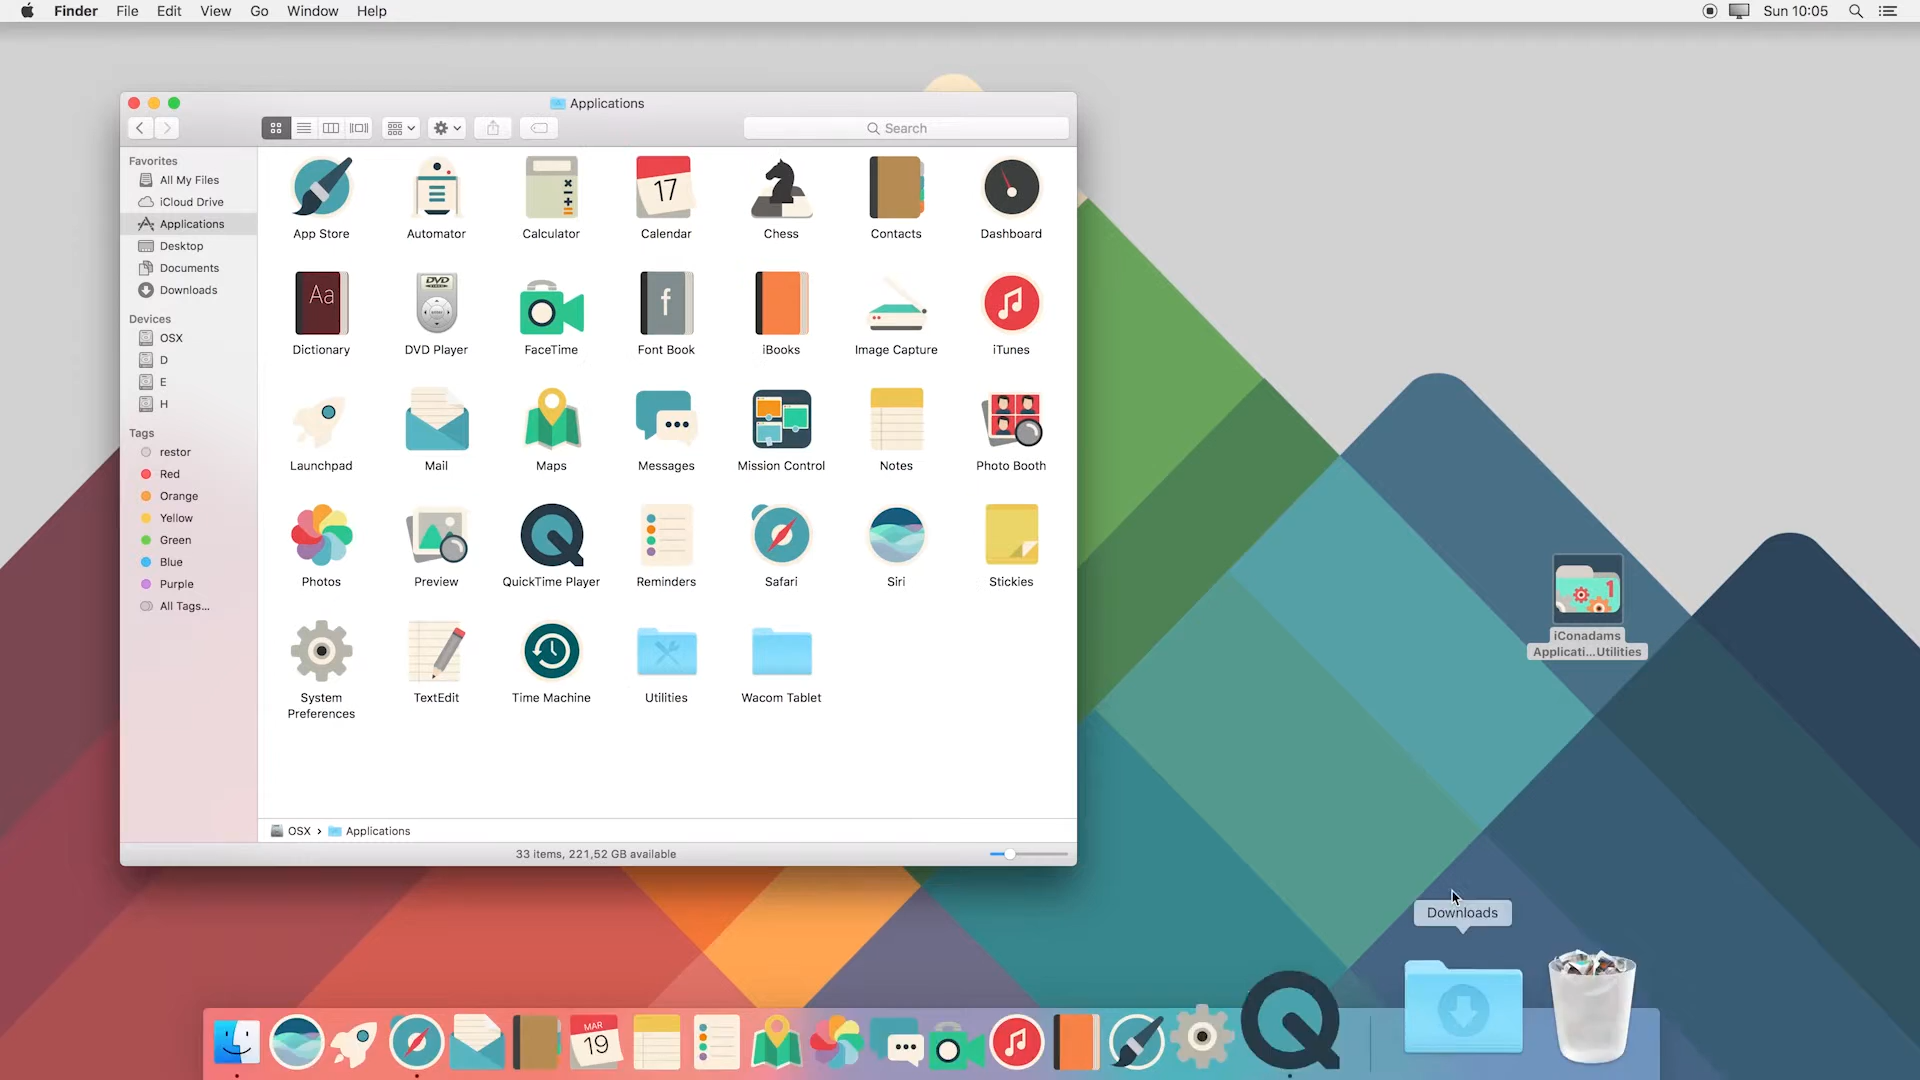 Finder File Edit View Go Window Help
Sun 10:05
Applications
Search
Favorites
All My Files
iCloud Drive
Applications
Desktop
Documents
Downloads
Devices
OSX
D
E
H
Tags
restor
Red
Orange
Yellow
Green
Blue
Purple
All Tags...
17
App Store Automator Calculator Calendar Chess Contacts Dashboard
Aa DVD f
Dictionary DVD Player FaceTime Font Book iBooks Image Capture iTunes
Launchpad Mail Maps Messages Mission Control Notes Photo Booth
Photos Preview QuickTime Player Reminders Safari Siri Stickies
System Preferences TextEdit Time Machine Utilities Wacom Tablet
OSX › Applications
33 items, 221,52 GB available
1
iConadams
Applicati...Utilities
Downloads
MAR
19